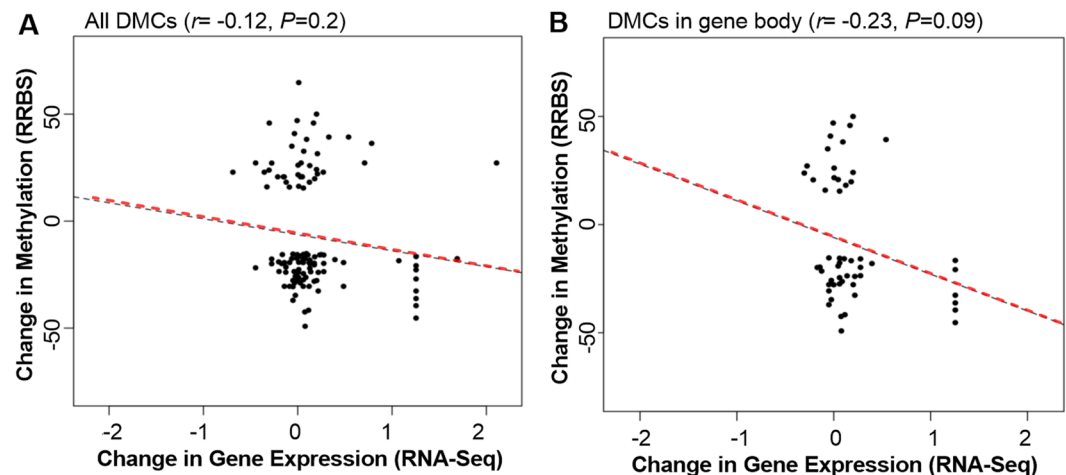 A
All DMCs (r= -0.12, P=0.2)
Change in Methylation (RRBS)
50
0
-50
-2
-1
0
1
2
Change in Gene Expression (RNA-Seq)
B
DMCs in gene body (r= -0.23, P=0.09)
Change in Methylation (RRBS)
50
0
-50
-2
-1
0
1
2
Change in Gene Expression (RNA-Seq)